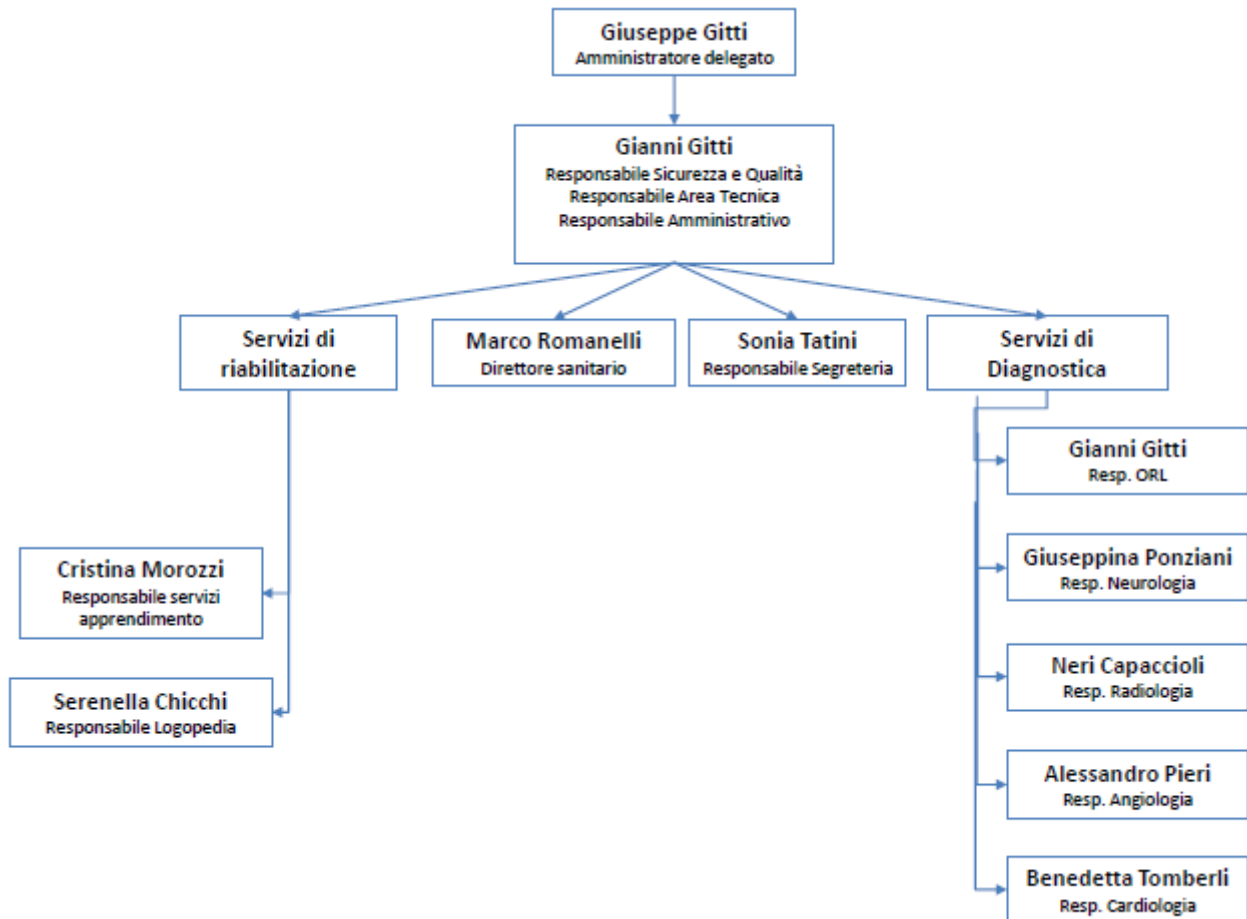 Giuseppe Gitti
Amministratore delegato
Gianni Gitti
Responsabile Sicurezza e Qualità
Responsabile Area Tecnica
Responsabile Amministrativo
Servizi di
riabilitazione
Marco Romanelli
Direttore sanitario
Sonia Tatini
Responsabile Segreteria
Servizi di
Diagnostica
Gianni Gitti
Resp. ORL
Cristina Morozzi
Responsabile servizi
apprendimento
Giuseppina Ponziani
Resp. Neurologia
Serenella Chicchi
Responsabile Logopedia
Neri Capaccioli
Resp. Radiologia
Alessandro Pieri
Resp. Angiologia
Benedetta Tomberli
Resp. Cardiologia